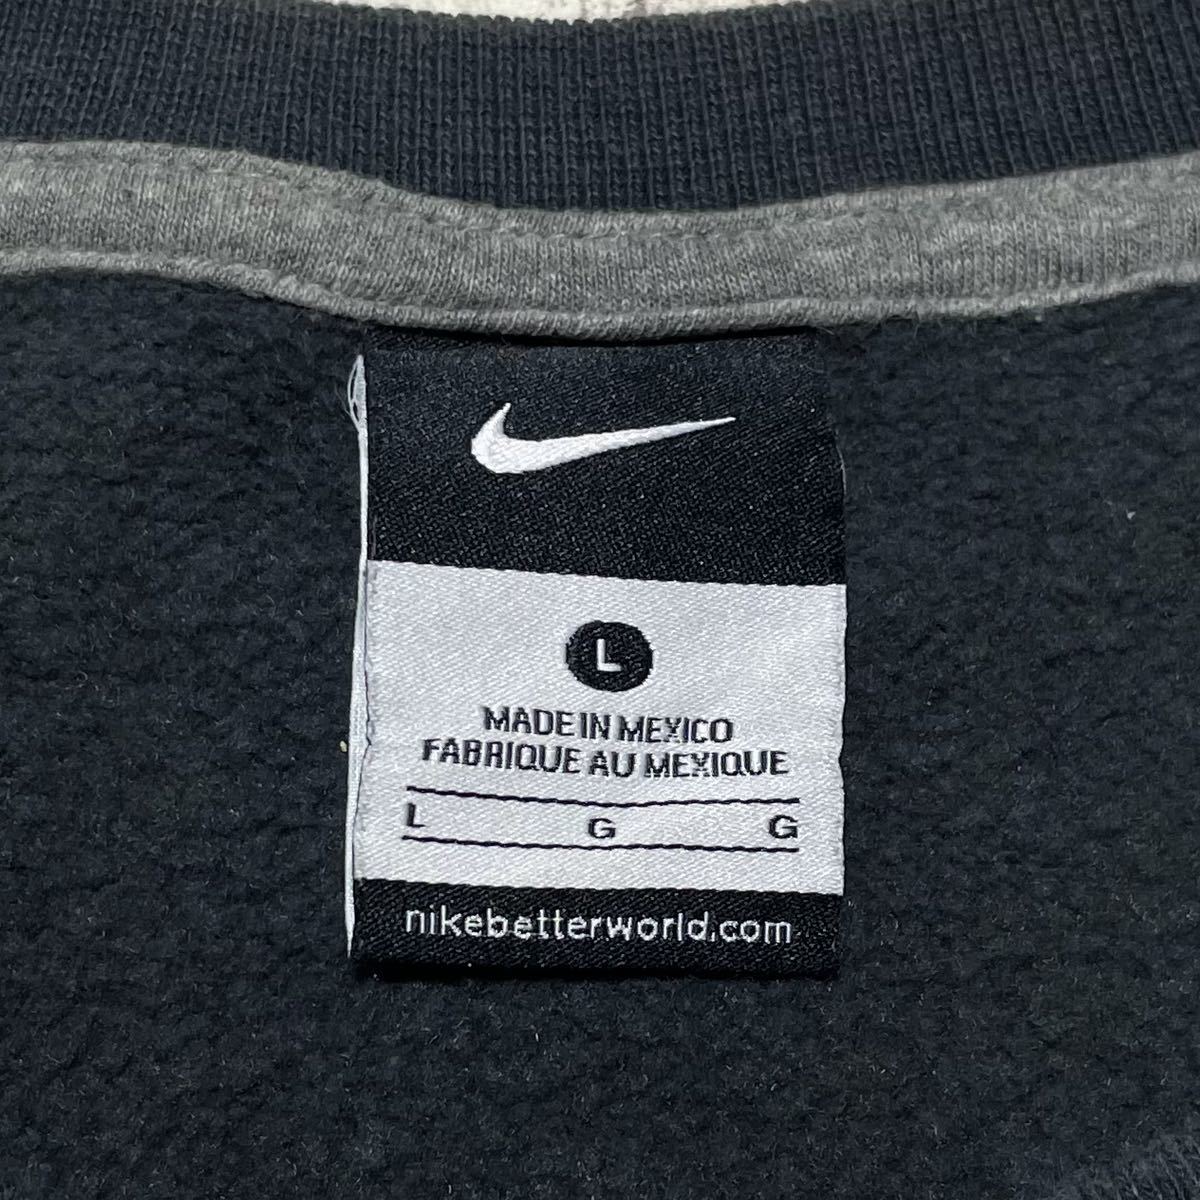 L
MADE IN MEXICO
FABRIQUE AU MEXIQUE
L G G
nikebetterworld.com